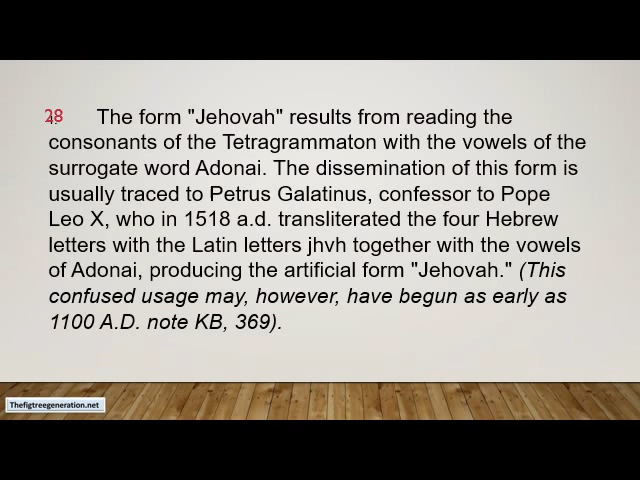 28 The form "Jehovah" results from reading the
consonants of the Tetragrammaton with the vowels of the
surrogate word Adonai. The dissemination of this form is
usually traced to Petrus Galatinus, confessor to Pope
Leo X, who in 1518 a.d. transliterated the four Hebrew
letters with the Latin letters jhvh together with the vowels
of Adonai, producing the artificial form "Jehovah." (This
confused usage may, however, have begun as early as
1100 A.D. note KB, 369).
Thefigtreegeneration.net